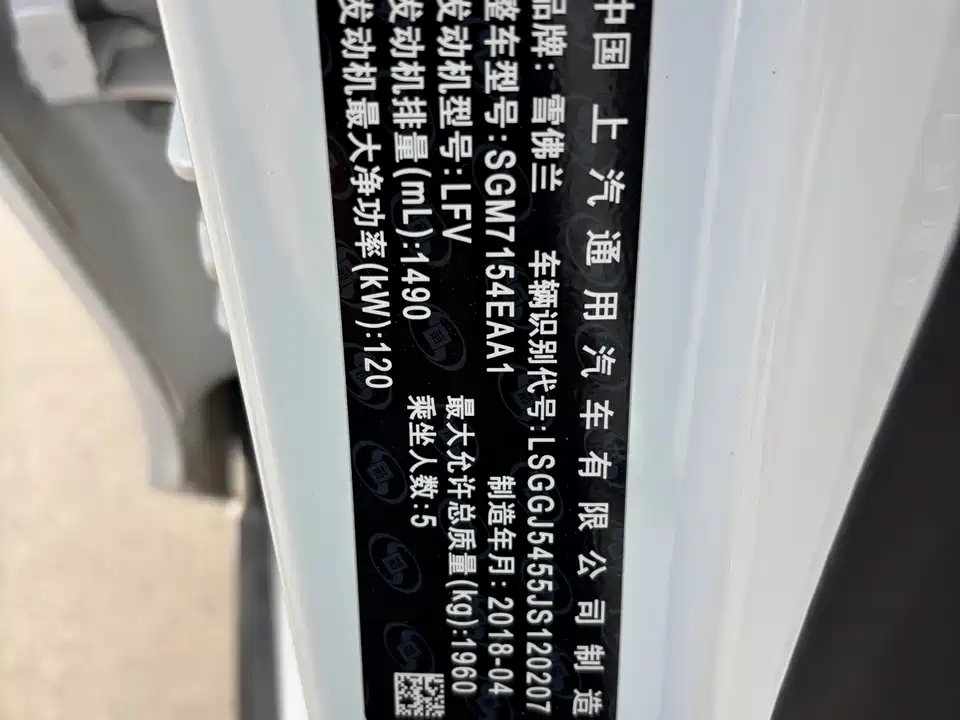 中国上汽通用汽车有限公司制造
品牌：雪佛兰 车辆识别代号:LSGGJ5455JS120207
整车型号:SGM7154EAA1 制造年月:2018-04
发动机型号:LFV 最大允许总质量(kg):1960
发动机排量(mL):1490 乘坐人数:5
发动机最大净功率(kW):120